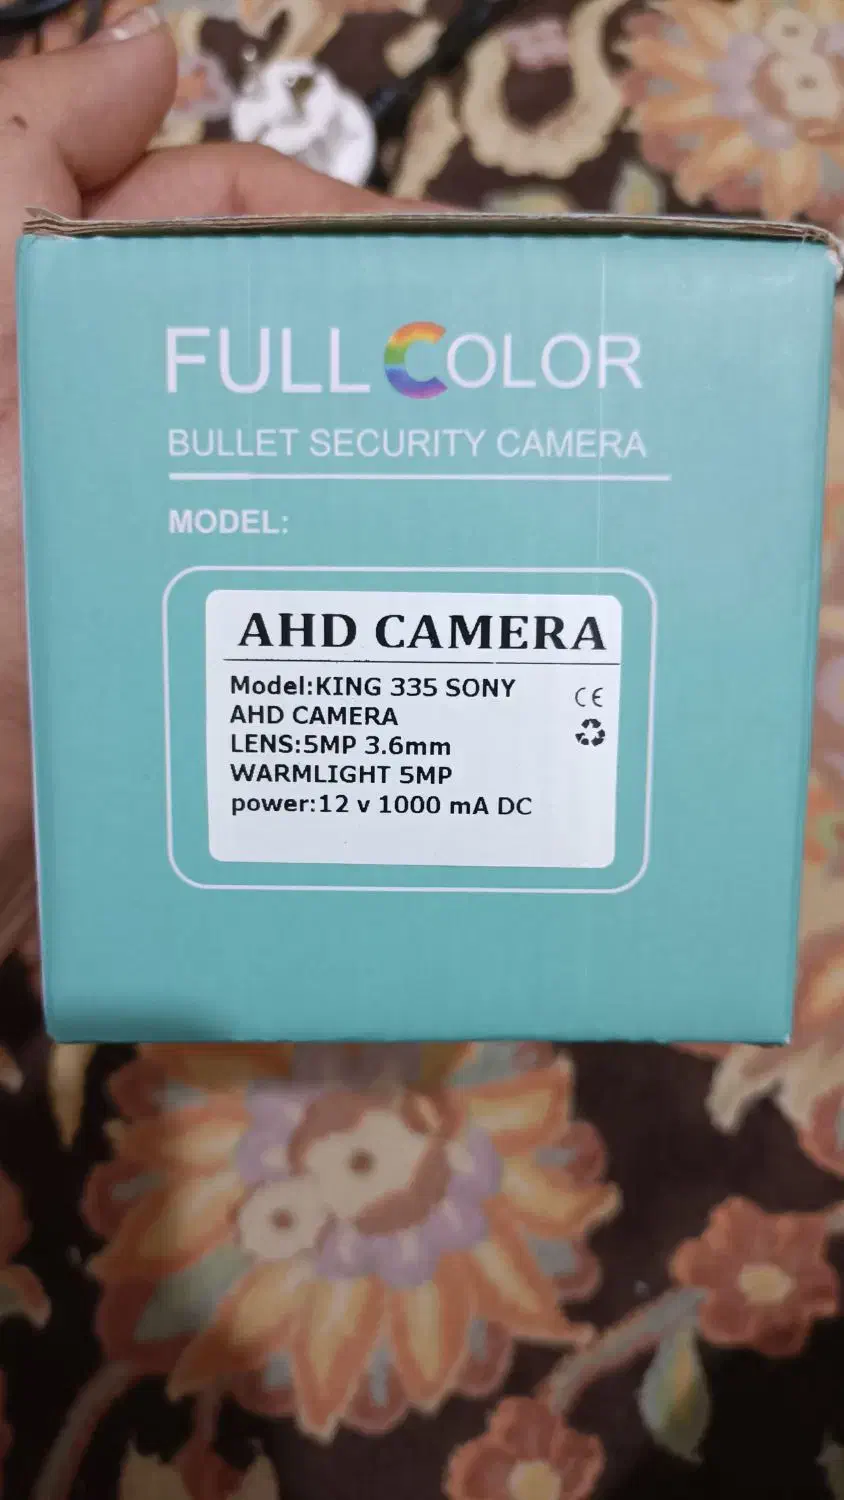 FULL COLOR
BULLET SECURITY CAMERA
MODEL:
AHD CAMERA
Model:KING 335 SONY
AHD CAMERA
LENS:5MP 3.6mm
WARMLIGHT 5MP
power:12 v 1000 mA DC
CE